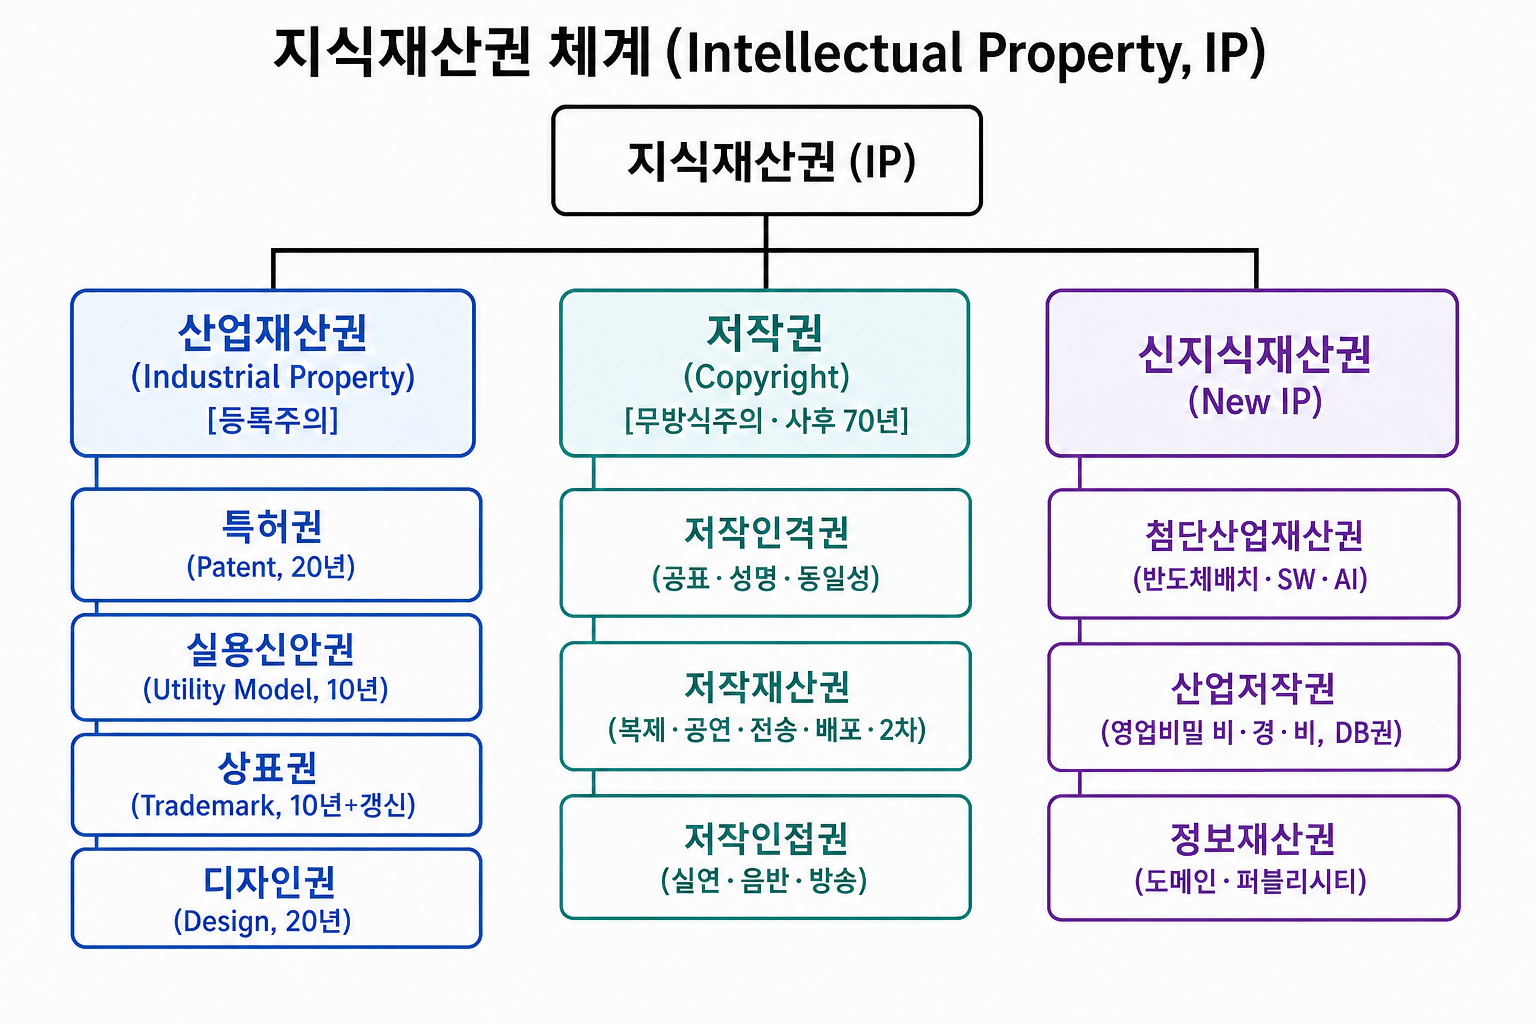 지식재산권 체계 (Intellectual Property, IP)
지식재산권 (IP)
산업재산권
(Industrial Property)
[등록주의]
특허권
(Patent, 20년)
실용신안권
(Utility Model, 10년)
상표권
(Trademark, 10년+갱신)
디자인권
(Design, 20년)
저작권
(Copyright)
[무방식주의 · 사후 70년]
저작인격권
(공표 · 성명 · 동일성)
저작재산권
(복제 · 공연 · 전송 · 배포 · 2차)
저작인접권
(실연 · 음반 · 방송)
신지식재산권
(New IP)
첨단산업재산권
(반도체배치 · SW · AI)
산업저작권
(영업비밀 비 · 경 · 비, DB권)
정보재산권
(도메인 · 퍼블리시티)